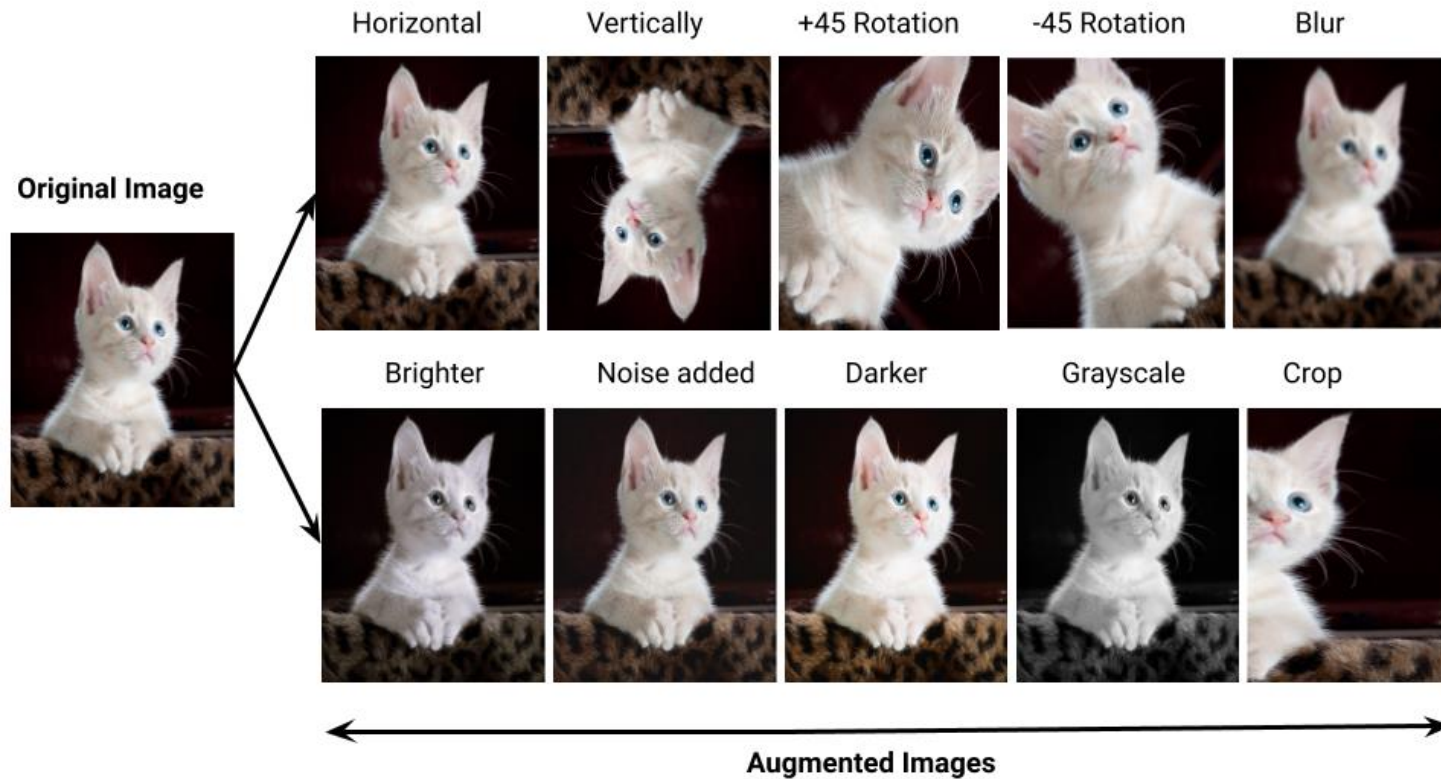 Horizontal
Vertically
+45 Rotation
-45 Rotation
Blur
Original Image
Brighter
Noise added
Darker
Grayscale
Crop
Augmented Images